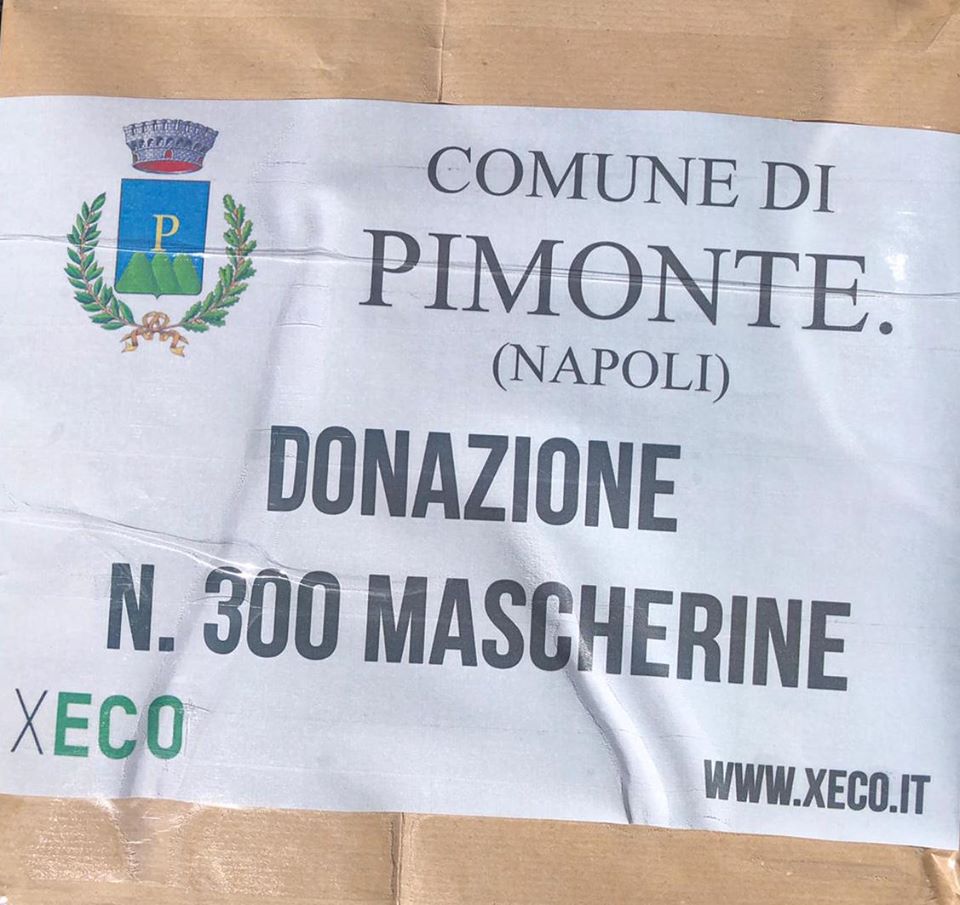 P
COMUNE DI
PIMONTE.
(NAPOLI)
DONAZIONE
N. 300 MASCHERINE
XECO
WWW.XECO.IT